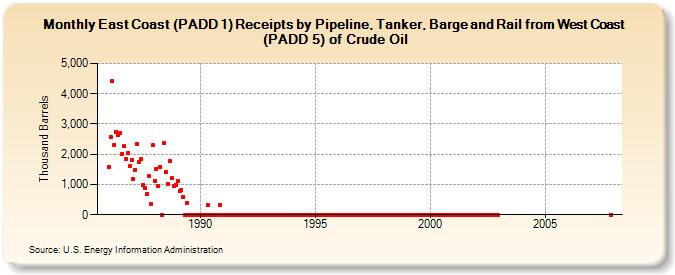 Monthly East Coast (PADD 1) Receipts by Pipeline, Tanker, Barge and Rail from West Coast
(PADD 5) of Crude Oil
Thousand Barrels
5,000
4,000
3,000
2,000
1,000
0
1990 1995 2000 2005
Source: U.S. Energy Information Administration